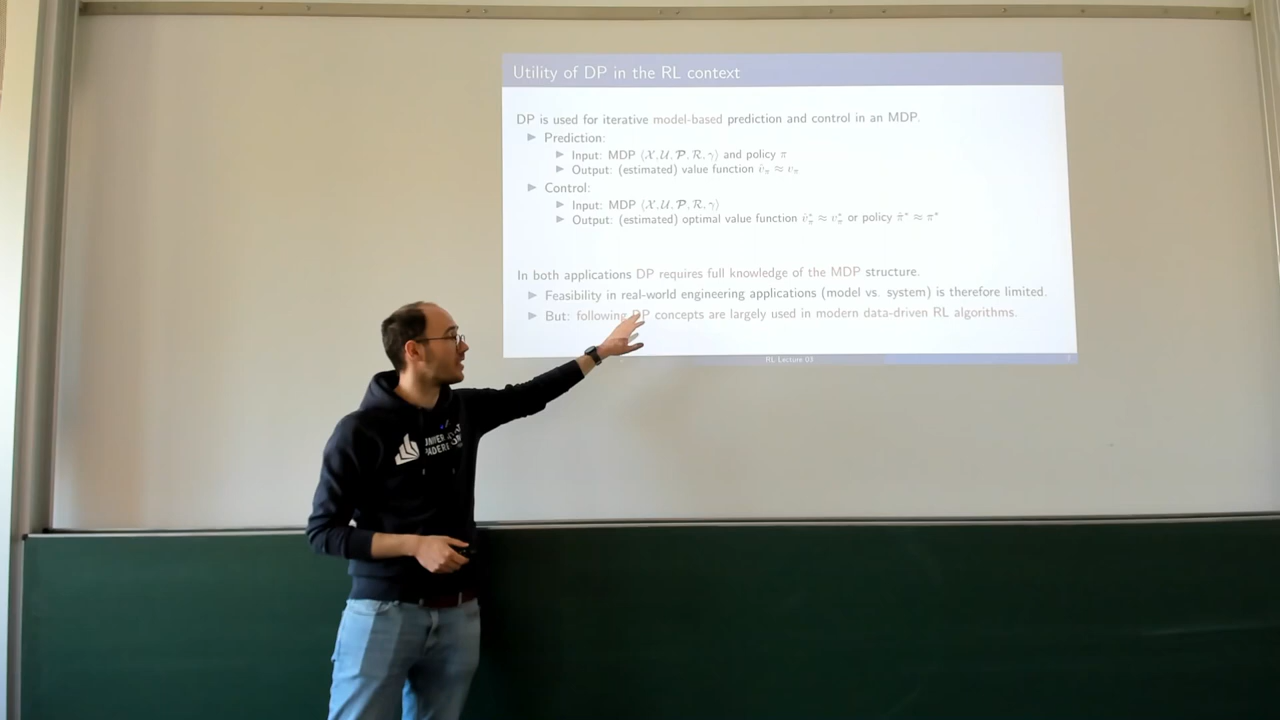 Utility of DP in the RL context
DP is used for iterative model-based prediction and control in an MDP.
▶ Prediction:
▶ Input: MDP ⟨𝒳, 𝒰, 𝓟, ℛ, γ⟩ and policy π
▶ Output: (estimated) value function v̂_π ≈ v_π
▶ Control:
▶ Input: MDP ⟨𝒳, 𝒰, 𝓟, ℛ, γ⟩
▶ Output: (estimated) optimal value function v̂*_π ≈ v*_π or policy π̂* ≈ π*
In both applications DP requires full knowledge of the MDP structure.
▶ Feasibility in real-world engineering applications (model vs. system) is therefore limited.
▶ But: following DP concepts are largely used in modern data-driven RL algorithms.
RL Lecture 03